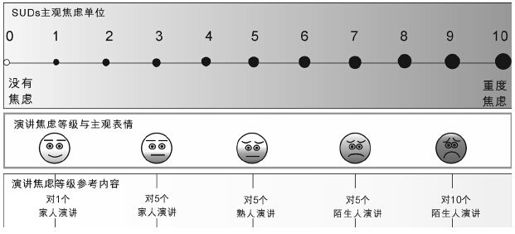 SUDs主观焦虑单位
0 1 2 3 4 5 6 7 8 9 10
没有 重度
焦虑 焦虑
演讲焦虑等级与主观表情
演讲焦虑等级参考内容
对1个 对5个 对5个 对5个 对10个
家人演讲 家人演讲 熟人演讲 陌生人演讲 陌生人演讲